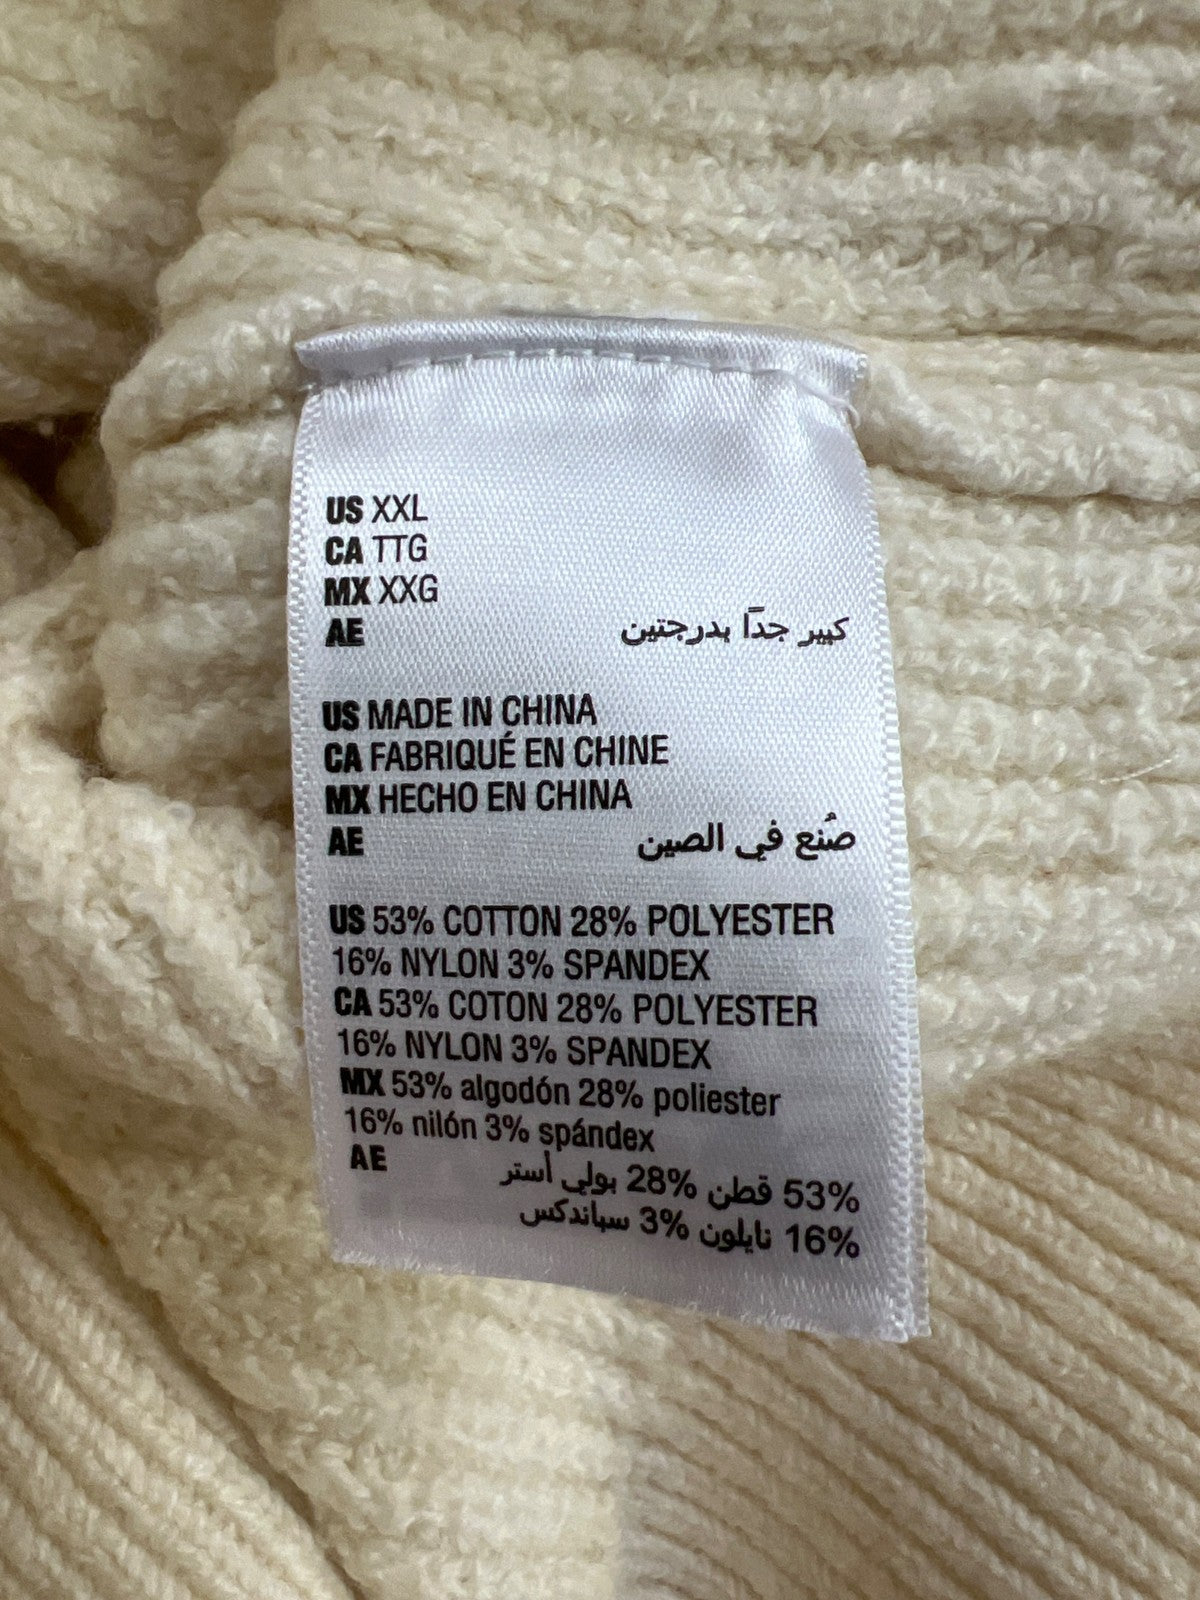 US XXL
CA TTG
MX XXG
AE كبير جدًا بدرجتين
US MADE IN CHINA
CA FABRIQUÉ EN CHINE
MX HECHO EN CHINA
AE صُنع في الصين
US 53% COTTON 28% POLYESTER
16% NYLON 3% SPANDEX
CA 53% COTON 28% POLYESTER
16% NYLON 3% SPANDEX
MX 53% algodón 28% poliester
16% nilón 3% spándex
AE
53% قطن 28% بولي أستر
16% نايلون 3% سباندكس